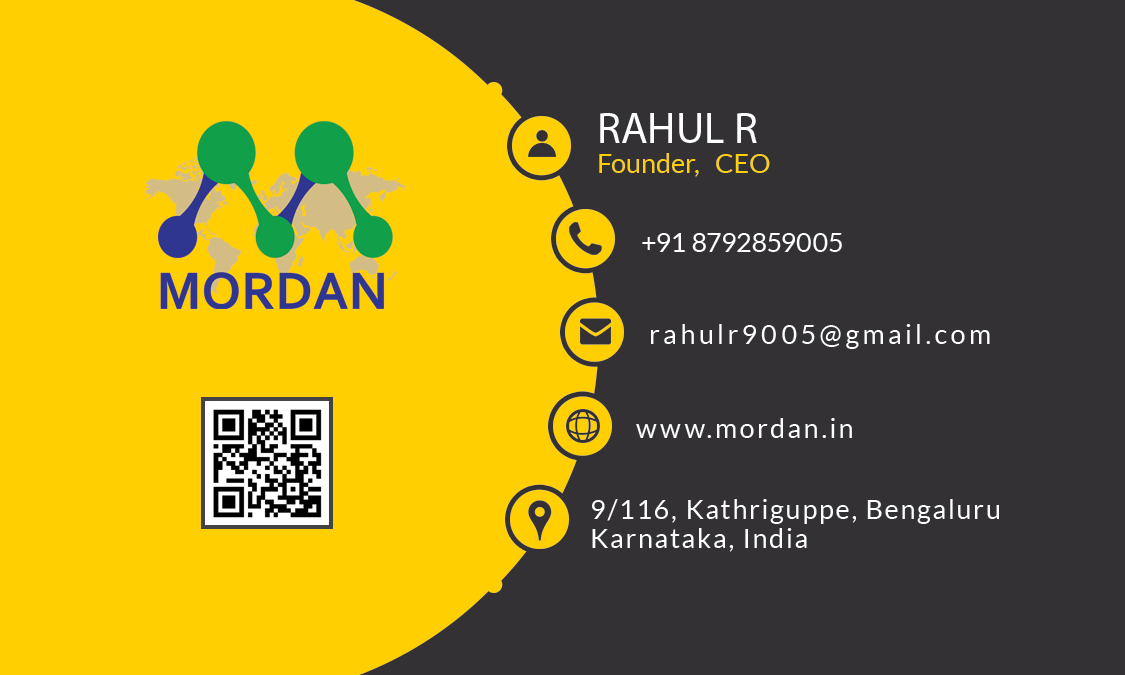 MORDAN
RAHUL R
Founder, CEO
+91 8792859005
rahulr9005@gmail.com
www.mordan.in
9/116, Kathriguppe, Bengaluru
Karnataka, India